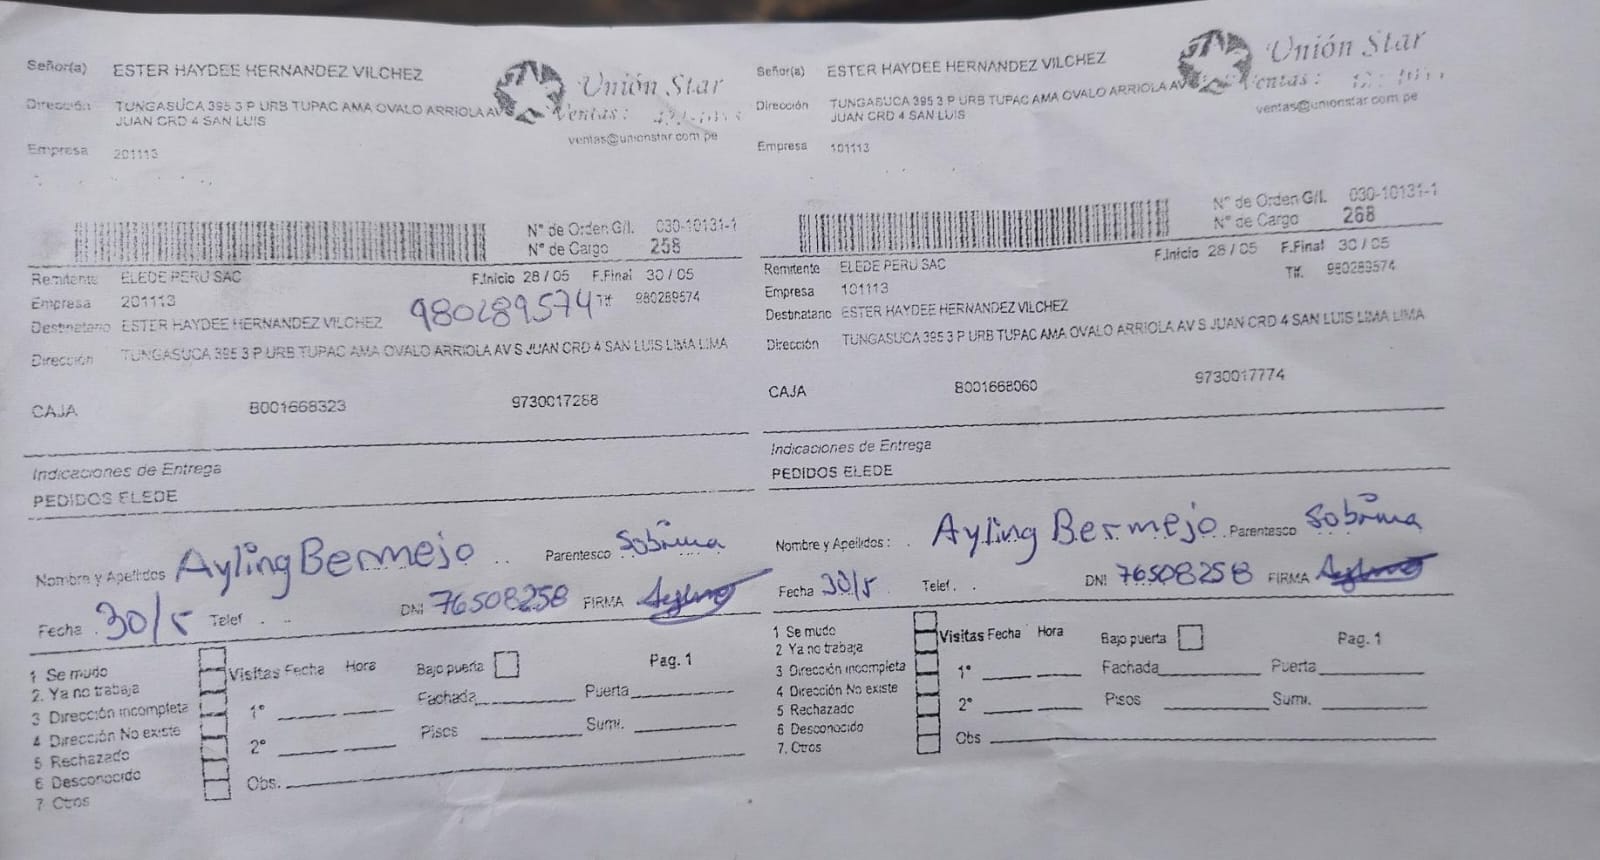 Señor(a) ESTER HAYDEE HERNANDEZ VILCHEZ
Unión Star
Dirección TUNGASUCA 395 3 P URB TUPAC AMA OVALO ARRIOLA AV S
JUAN CRD 4 SAN LUIS
Ventas:
ventas@unionstar.com.pe
Empresa 201113
N° de Orden G/I. 030-10131-1
N° de Cargo 258
Remitente ELEDE PERU SAC F.Inicio 28 / 05 F.Final 30 / 05
Empresa 201113 980289574 Tlf. 980289574
Destinatario ESTER HAYDEE HERNANDEZ VILCHEZ
Dirección TUNGASUCA 395 3 P URB TUPAC AMA OVALO ARRIOLA AV S JUAN CRD 4 SAN LUIS LIMA LIMA
CAJA 8001668323 9730017288
Indicaciones de Entrega
PEDIDOS ELEDE
Nombre y Apellidos Ayling Bermejo Parentesco Sobrina
Fecha 30/5 Telef. DNI 76508258 FIRMA
1 Se mudo
2. Ya no trabaja
3 Dirección incompleta
4 Dirección No existe
5 Rechazado
6 Desconocido
7 Otros
Visitas Fecha Hora Bajo puerta Pag. 1
1° Fachada Puerta
2° Pisos Sumi.
Obs.
Señor(a) ESTER HAYDEE HERNANDEZ VILCHEZ
Unión Star
Dirección TUNGASUCA 395 3 P URB TUPAC AMA OVALO ARRIOLA AV S
JUAN CRD 4 SAN LUIS
Ventas:
ventas@unionstar.com.pe
Empresa 101113
N° de Orden G/I. 030-10131-1
N° de Cargo 268
F.Inicio 28 / 05 F.Final 30 / 05
Remitente ELEDE PERU SAC Tlf. 980289574
Empresa 101113
Destinatario ESTER HAYDEE HERNANDEZ VILCHEZ
Dirección TUNGASUCA 395 3 P URB TUPAC AMA OVALO ARRIOLA AV S JUAN CRD 4 SAN LUIS LIMA LIMA
CAJA 8001668060 9730017774
Indicaciones de Entrega
PEDIDOS ELEDE
Nombre y Apellidos: Ayling Bermejo Parentesco Sobrina
Fecha 30/5 Telef. DNI 76508258 FIRMA
1 Se mudo
2 Ya no trabaja
3 Dirección incompleta
4 Dirección No existe
5 Rechazado
6 Desconocido
7. Otros
Visitas Fecha Hora Bajo puerta Pag. 1
1° Fachada Puerta
2° Pisos Sumi.
Obs